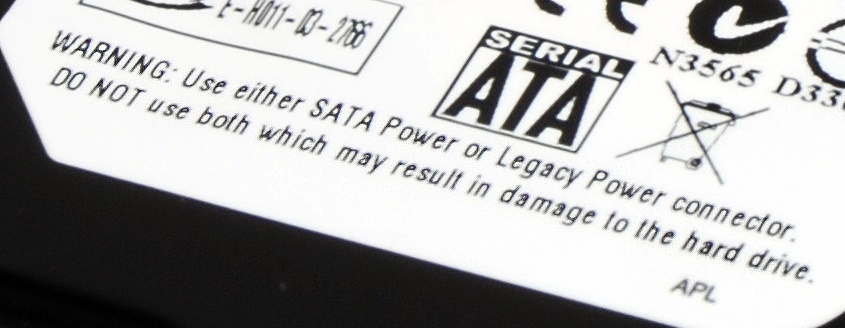 E-H011-03-2766
SERIAL
ATA
N3565 D33
WARNING: Use either SATA Power or Legacy Power connector.
DO NOT use both which may result in damage to the hard drive.
APL